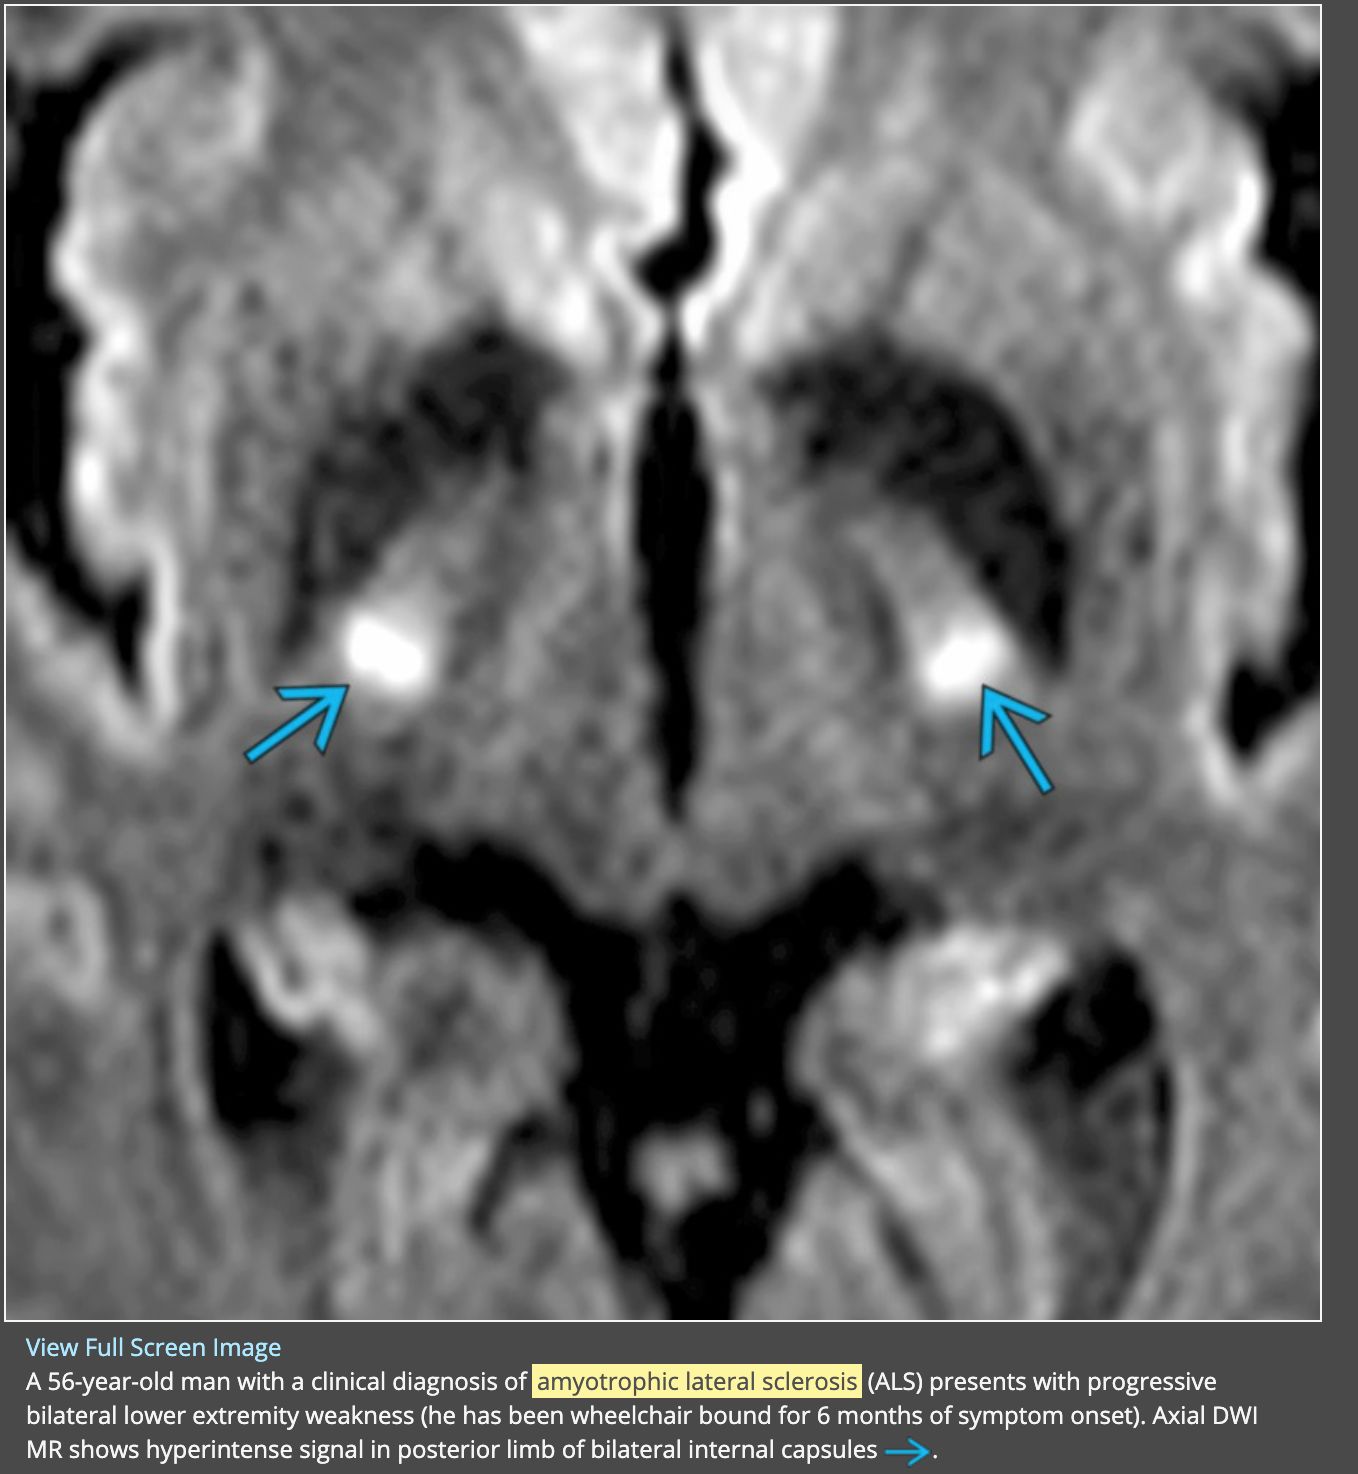 View Full Screen Image
A 56-year-old man with a clinical diagnosis of amyotrophic lateral sclerosis (ALS) presents with progressive
bilateral lower extremity weakness (he has been wheelchair bound for 6 months of symptom onset). Axial DWI
MR shows hyperintense signal in posterior limb of bilateral internal capsules →.